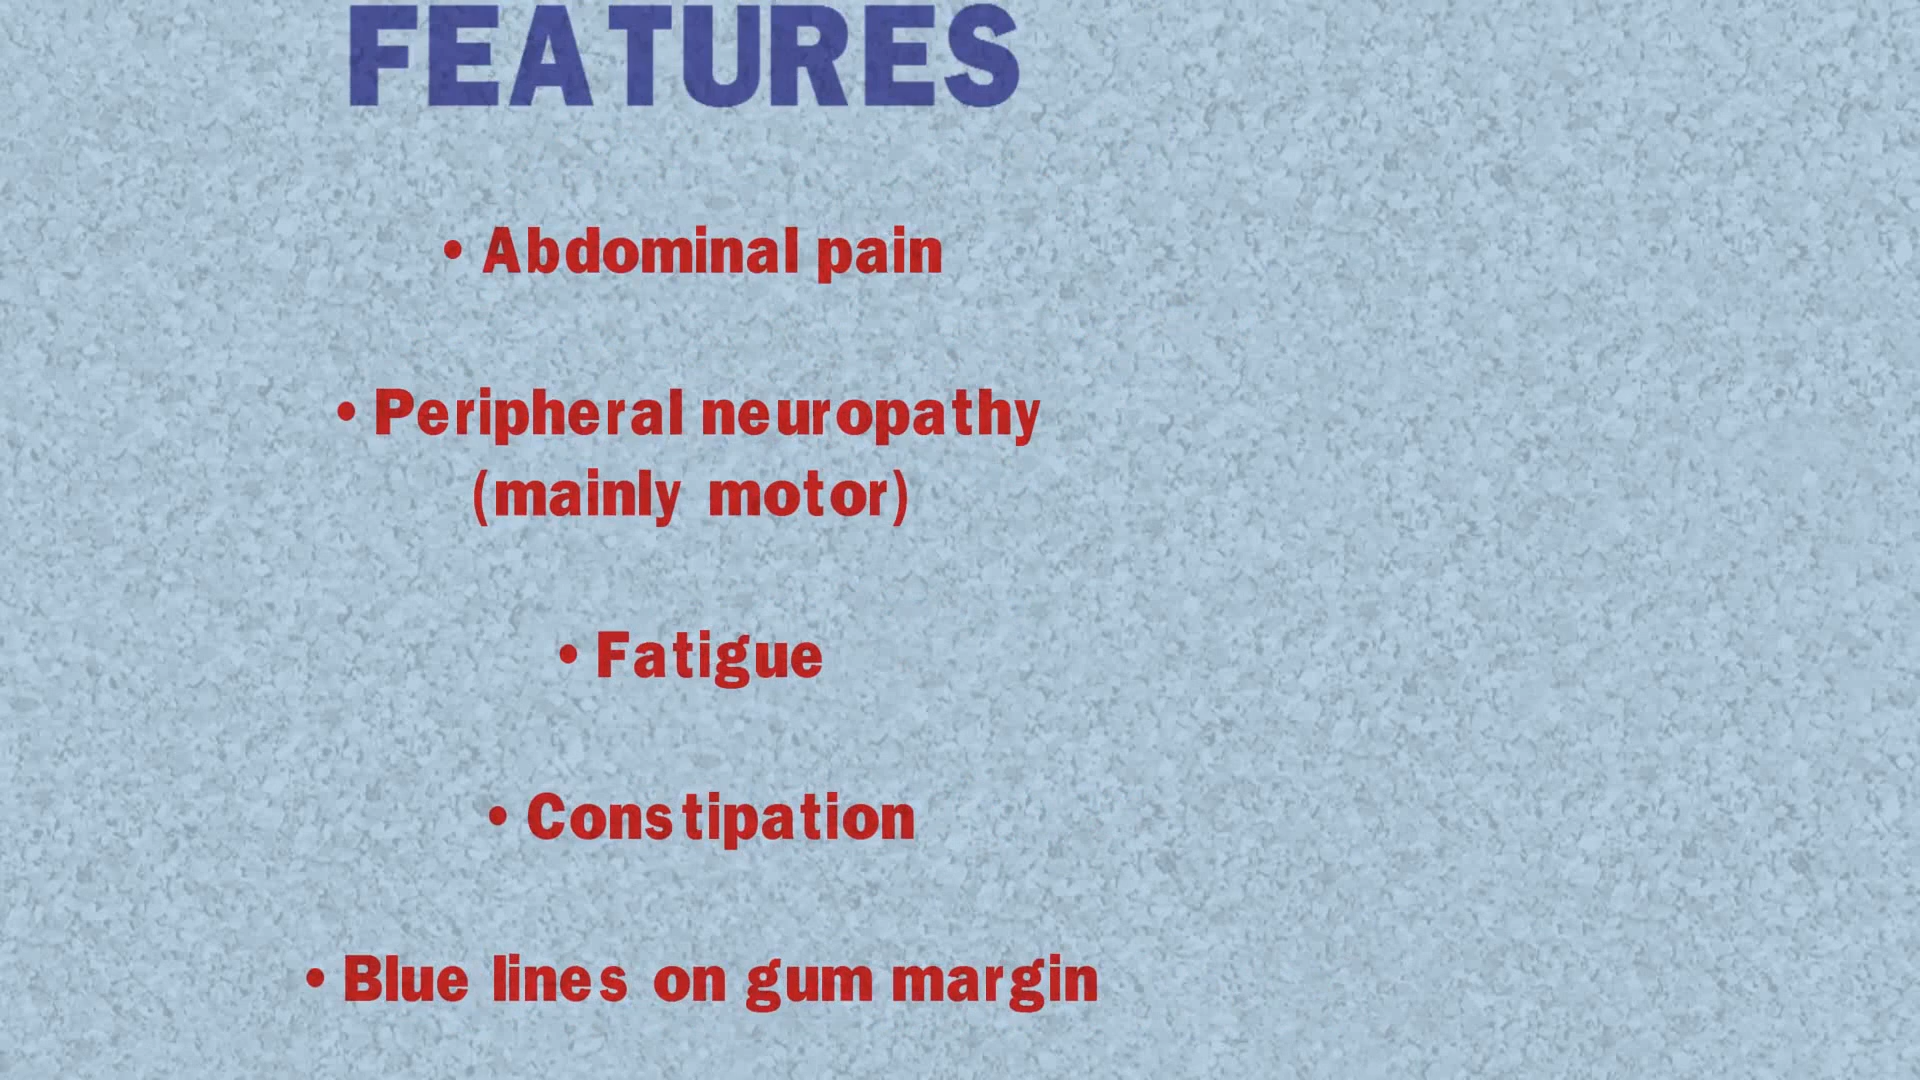 FEATURES
• Abdominal pain
• Peripheral neuropathy
(mainly motor)
• Fatigue
• Constipation
• Blue lines on gum margin